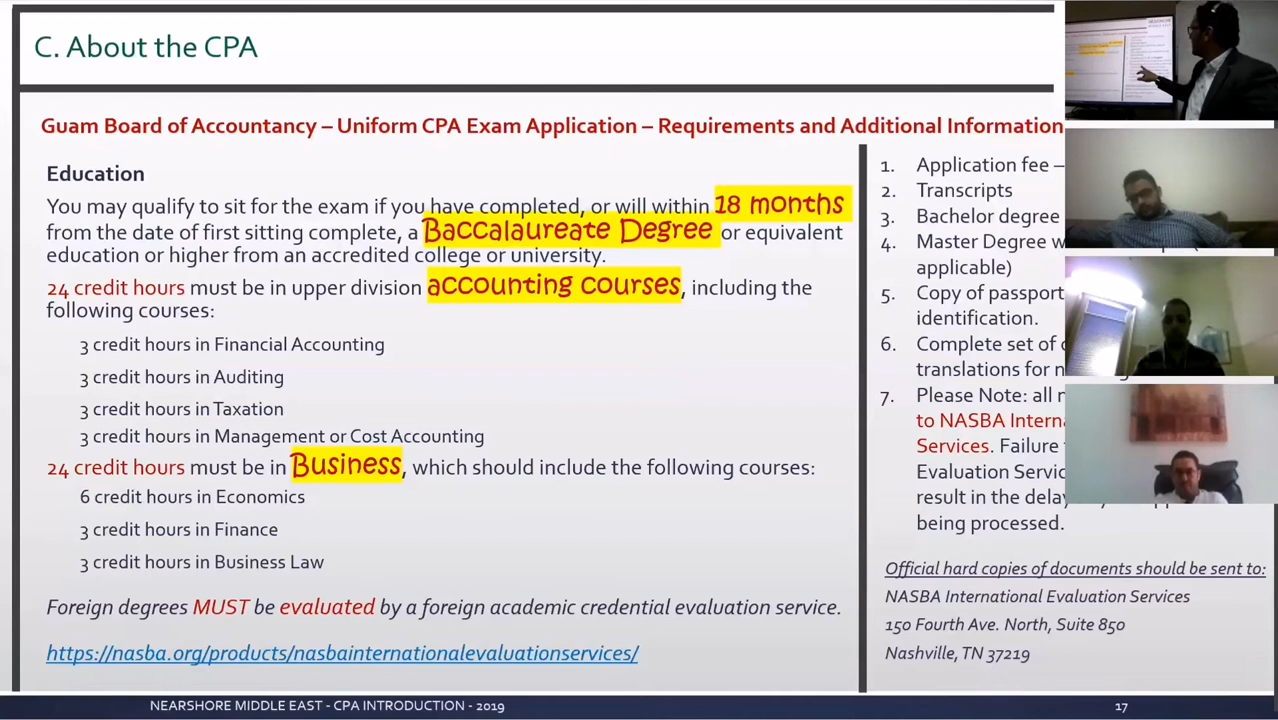 C. About the CPA
Guam Board of Accountancy – Uniform CPA Exam Application – Requirements and Additional Information
Education
You may qualify to sit for the exam if you have completed, or will within 18 months
from the date of first sitting complete, a Baccalaureate Degree or equivalent
education or higher from an accredited college or university.
24 credit hours must be in upper division accounting courses, including the
following courses:
3 credit hours in Financial Accounting
3 credit hours in Auditing
3 credit hours in Taxation
3 credit hours in Management or Cost Accounting
24 credit hours must be in Business, which should include the following courses:
6 credit hours in Economics
3 credit hours in Finance
3 credit hours in Business Law
Foreign degrees MUST be evaluated by a foreign academic credential evaluation service.
https://nasba.org/products/nasbainternationalevaluationservices/
1. Application fee –
2. Transcripts
3. Bachelor degree
4. Master Degree
applicable)
5. Copy of passport
identification.
6. Complete set of
translations for
7. Please Note: all
to NASBA
Services. Failure
Evaluation
result in the
being processed.
Official hard copies of documents should be sent to:
NASBA International Evaluation Services
150 Fourth Ave. North, Suite 850
Nashville, TN 37219
NEARSHORE MIDDLE EAST - CPA INTRODUCTION - 2019
17